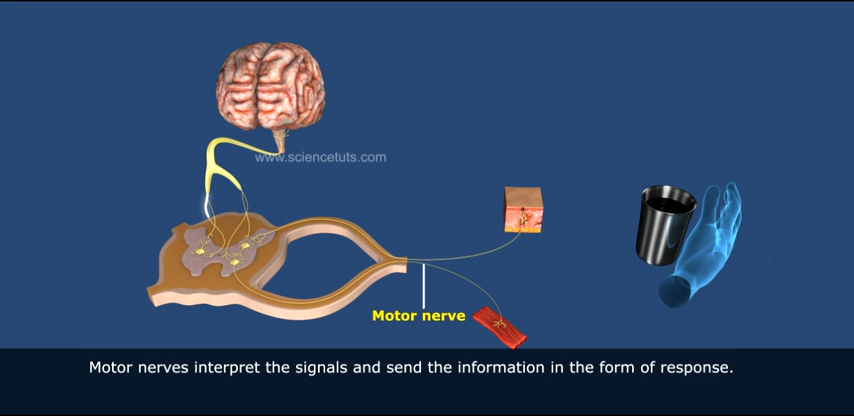 www.sciencetuts.com
Motor nerve
Motor nerves interpret the signals and send the information in the form of response.